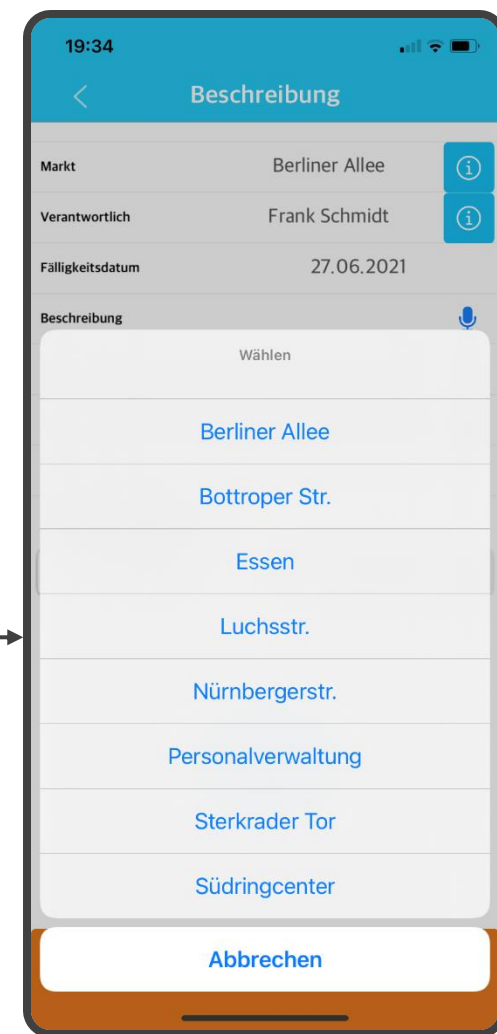 19:34
Beschreibung
Markt Berliner Allee
Verantwortlich Frank Schmidt
Fälligkeitsdatum 27.06.2021
Beschreibung
Wählen
Berliner Allee
Bottroper Str.
Essen
Luchsstr.
Nürnbergerstr.
Personalverwaltung
Sterkrader Tor
Südringcenter
Abbrechen